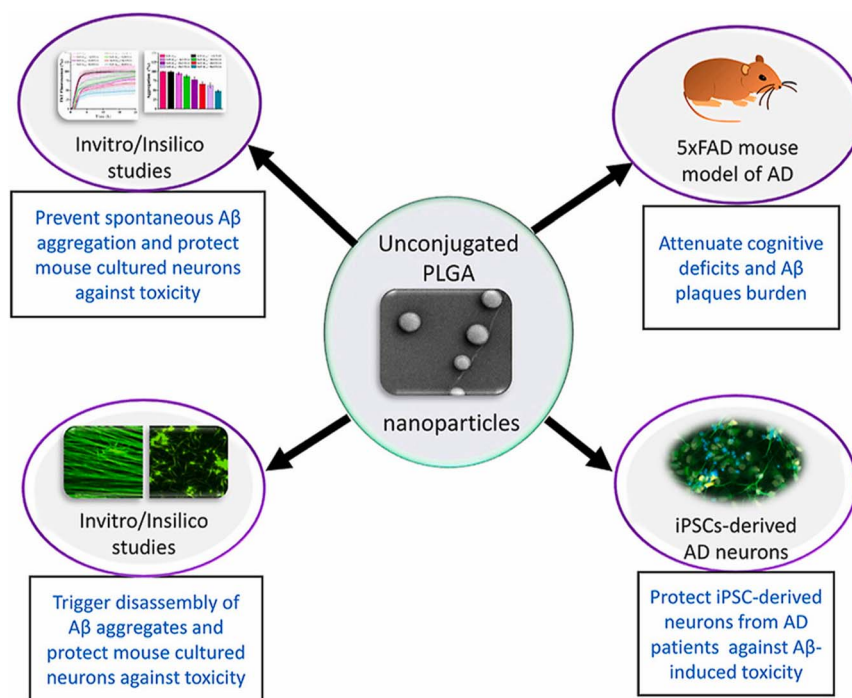 Invitro/Insilico
studies
Prevent spontaneous Aβ
aggregation and protect
mouse cultured neurons
against toxicity
5xFAD mouse
model of AD
Attenuate cognitive
deficits and Aβ
plaques burden
Unconjugated
PLGA
nanoparticles
Invitro/Insilico
studies
Trigger disassembly of
Aβ aggregates and
protect mouse cultured
neurons against toxicity
iPSCs-derived
AD neurons
Protect iPSC-derived
neurons from AD
patients against Aβ-
induced toxicity